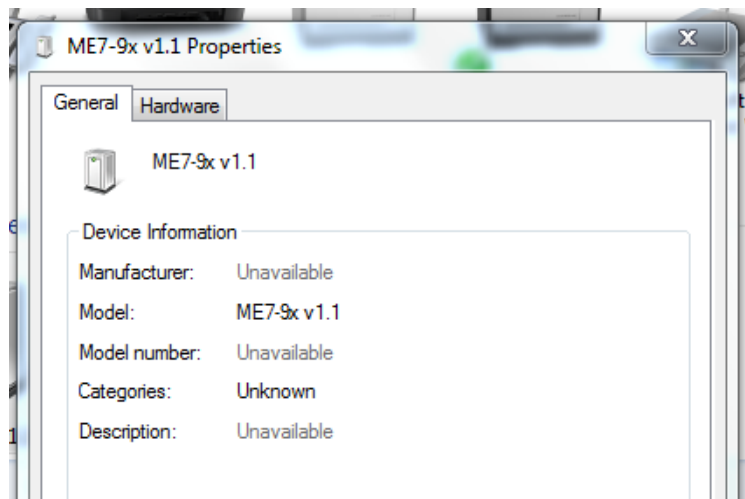 ME7-9x v1.1 Properties
General Hardware
ME7-9x v1.1
Device Information
Manufacturer: Unavailable
Model: ME7-9x v1.1
Model number: Unavailable
Categories: Unknown
Description: Unavailable